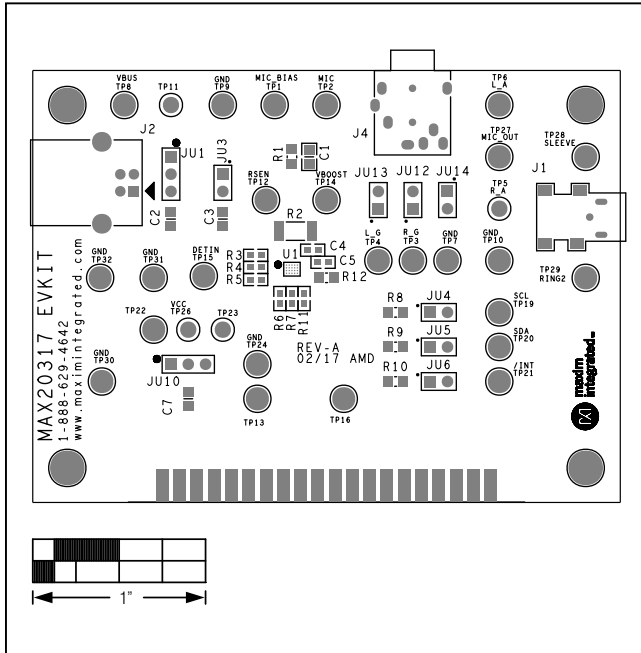 VBUS
TP8
TP11
GND
TP9
MIC_BIAS
TP1
MIC
TP2
TP6
L_A
J2
JU1
JU3
R1
C1
J4
TP27
MIC_OUT
TP28
SLEEVE
RSEN
TP12
VBOOST
TP14
JU13
JU12
JU14
TP5
R_A
J1
C2
C3
R2
L_G
TP4
R_G
TP3
GND
TP7
GND
TP10
GND
TP32
GND
TP31
DETIN
TP15
R3
R4
R5
U1
C4
C5
R12
TP29
RING2
R6
R7
R11
R8
JU4
SCL
TP19
TP22
VCC
TP26
TP23
R9
JU5
SDA
TP20
GND
TP24
REV-A
02/17 AMD
GND
TP30
JU10
R10
JU6
/INT
TP21
C7
TP13
TP16
MAX20317 EVKIT
1-888-629-4642
www.maximintegrated.com
maxim
integrated™
1"